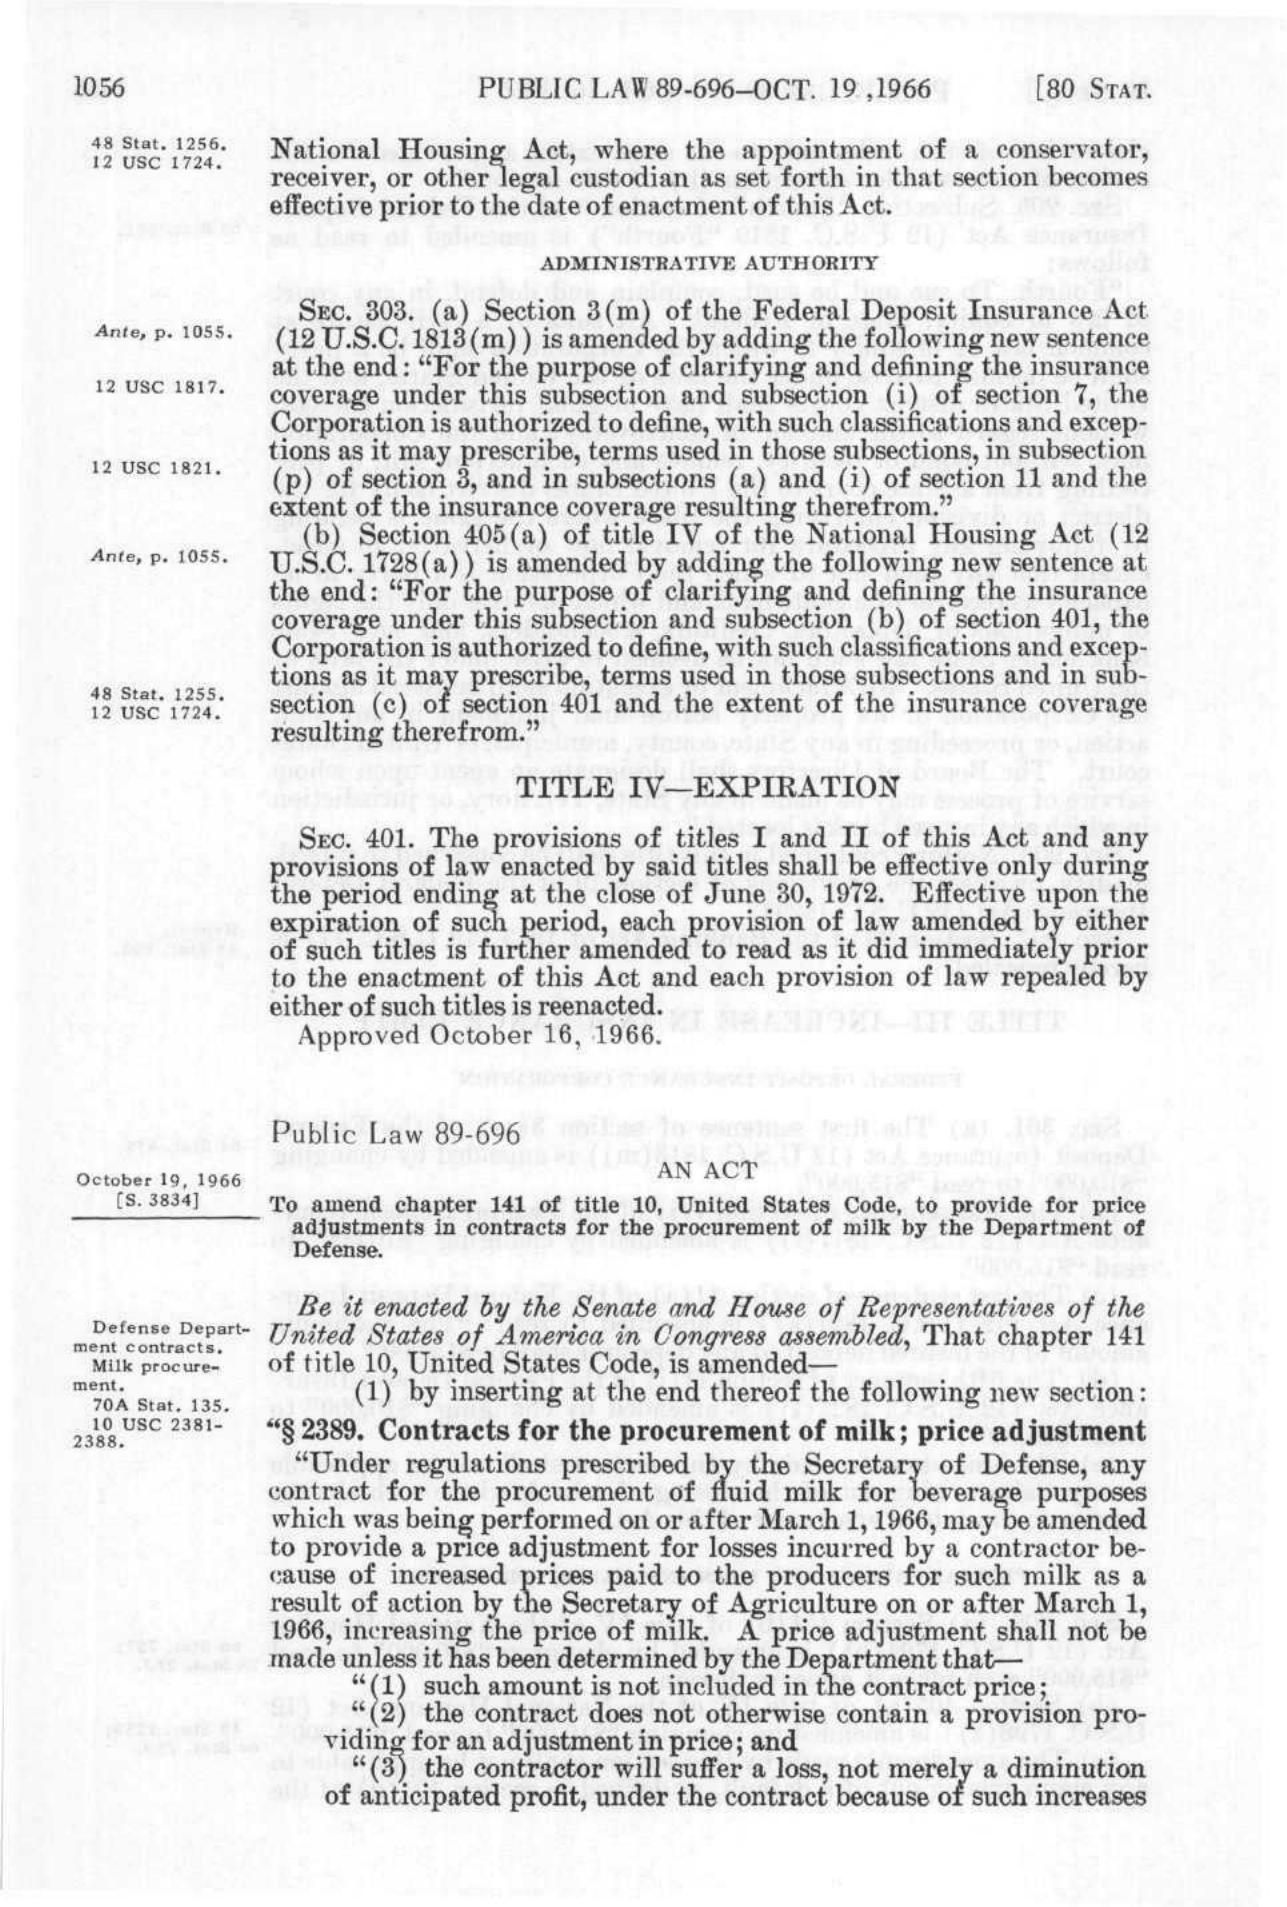 1056
PUBLIC LAW 89-696—OCT. 19, 1966
[80 STAT.
48 Stat. 1256.
12 USC 1724.
National Housing Act, where the appointment of a conservator,
receiver, or other legal custodian as set forth in that section becomes
effective prior to the date of enactment of this Act.
ADMINISTRATIVE AUTHORITY
Ante, p. 1055.
12 USC 1817.
12 USC 1821.
SEC. 303. (a) Section 3(m) of the Federal Deposit Insurance Act
(12 U.S.C. 1813(m)) is amended by adding the following new sentence
at the end: “For the purpose of clarifying and defining the insurance
coverage under this subsection and subsection (i) of section 7, the
Corporation is authorized to define, with such classifications and excep-
tions as it may prescribe, terms used in those subsections, in subsection
(p) of section 3, and in subsections (a) and (i) of section 11 and the
extent of the insurance coverage resulting therefrom.”
Ante, p. 1055.
48 Stat. 1255.
12 USC 1724.
(b) Section 405(a) of title IV of the National Housing Act (12
U.S.C. 1728(a)) is amended by adding the following new sentence at
the end: “For the purpose of clarifying and defining the insurance
coverage under this subsection and subsection (b) of section 401, the
Corporation is authorized to define, with such classifications and excep-
tions as it may prescribe, terms used in those subsections and in sub-
section (c) of section 401 and the extent of the insurance coverage
resulting therefrom.”
TITLE IV—EXPIRATION
SEC. 401. The provisions of titles I and II of this Act and any
provisions of law enacted by said titles shall be effective only during
the period ending at the close of June 30, 1972. Effective upon the
expiration of such period, each provision of law amended by either
of such titles is further amended to read as it did immediately prior
to the enactment of this Act and each provision of law repealed by
either of such titles is reenacted.
Approved October 16, 1966.
Public Law 89-696
AN ACT
October 19, 1966
[S. 3834]
To amend chapter 141 of title 10, United States Code, to provide for price
adjustments in contracts for the procurement of milk by the Department of
Defense.
Defense Depart-
ment contracts.
Milk procure-
ment.
70A Stat. 135.
10 USC 2381-
2388.
Be it enacted by the Senate and House of Representatives of the
United States of America in Congress assembled, That chapter 141
of title 10, United States Code, is amended—
(1) by inserting at the end thereof the following new section:
“§ 2389. Contracts for the procurement of milk; price adjustment
“Under regulations prescribed by the Secretary of Defense, any
contract for the procurement of fluid milk for beverage purposes
which was being performed on or after March 1, 1966, may be amended
to provide a price adjustment for losses incurred by a contractor be-
cause of increased prices paid to the producers for such milk as a
result of action by the Secretary of Agriculture on or after March 1,
1966, increasing the price of milk. A price adjustment shall not be
made unless it has been determined by the Department that—
“(1) such amount is not included in the contract price;
“(2) the contract does not otherwise contain a provision pro-
viding for an adjustment in price; and
“(3) the contractor will suffer a loss, not merely a diminution
of anticipated profit, under the contract because of such increases